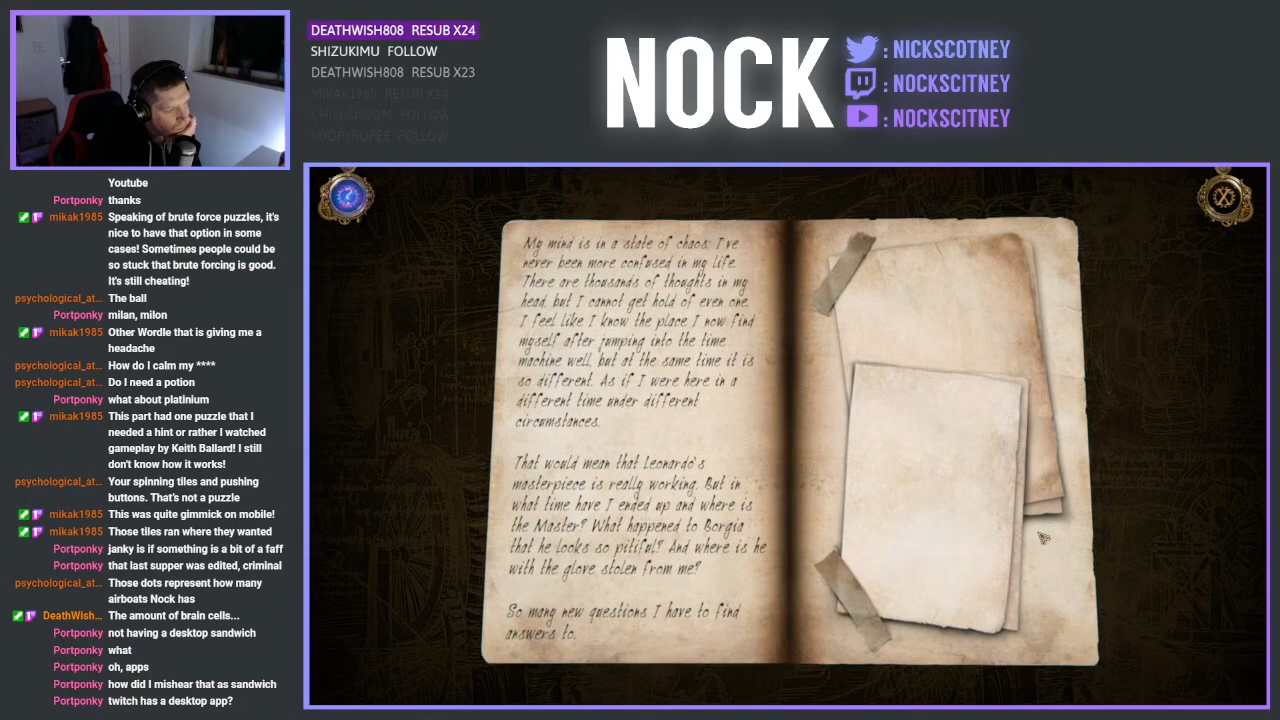 DEATHWISH808 RESUB X24
SHIZUKIMU FOLLOW
DEATHWISH808 RESUB X23
MIKAK1985 RESUB X14
CHILLIUSVGM FOLLOW
LOOPYRUPEE FOLLOW
NOCK
: NICKSCOTNEY
: NOCKSCITNEY
: NOCKSCITNEY
Youtube
Portponky thanks
mikak1985 Speaking of brute force puzzles, it's
nice to have that option in some
cases! Sometimes people could be
so stuck that brute forcing is good.
It's still cheating!
psychological_at... The ball
Portponky milan, milon
mikak1985 Other Wordle that is giving me a
headache
psychological_at... How do I calm my ****
psychological_at... Do I need a potion
Portponky what about platinium
mikak1985 This part had one puzzle that I
needed a hint or rather I watched
gameplay by Keith Ballard! I still
don't know how it works!
psychological_at... Your spinning tiles and pushing
buttons. That's not a puzzle
mikak1985 This was quite gimmick on mobile!
mikak1985 Those tiles ran where they wanted
Portponky janky is if something is a bit of a faff
Portponky that last supper was edited, criminal
psychological_at... Those dots represent how many
airboats Nock has
DeathWish... The amount of brain cells...
Portponky not having a desktop sandwich
Portponky what
Portponky oh, apps
Portponky how did I mishear that as sandwich
Portponky twitch has a desktop app?
My mind is in a state of chaos; I've
never been more confused in my life.
There are thousands of thoughts in my
head, but I cannot get hold of even one.
I feel like I know the place I now find
myself after jumping into the time
machine well, but at the same time it is
so different. As if I were here in a
different time under different
circumstances.
That would mean that Leonardo's
masterpiece is really working. But in
what time have I ended up and where is
the Master? What happened to Borgia
that he looks so pitiful? And where is he
with the glove stolen from me?
So many new questions I have to find
answers to.